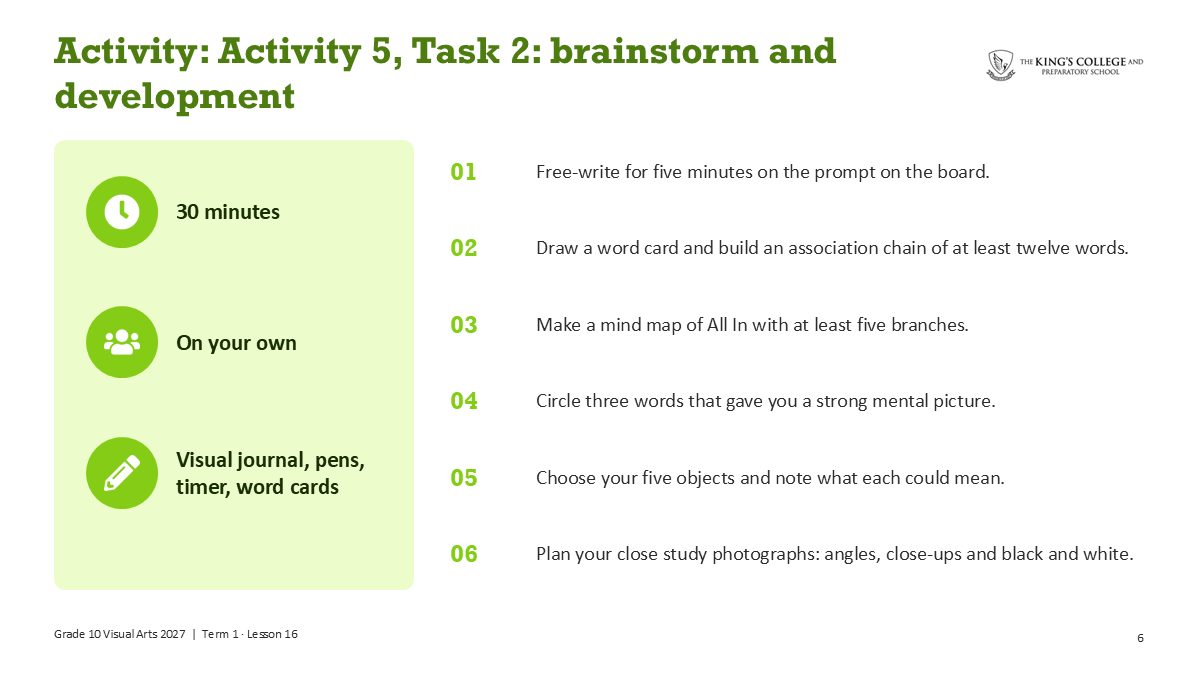 Activity: Activity 5, Task 2: brainstorm and
development
THE KING'S COLLEGE AND
PREPARATORY SCHOOL
30 minutes
On your own
Visual journal, pens,
timer, word cards
01 Free-write for five minutes on the prompt on the board.
02 Draw a word card and build an association chain of at least twelve words.
03 Make a mind map of All In with at least five branches.
04 Circle three words that gave you a strong mental picture.
05 Choose your five objects and note what each could mean.
06 Plan your close study photographs: angles, close-ups and black and white.
Grade 10 Visual Arts 2027 | Term 1 · Lesson 16
6